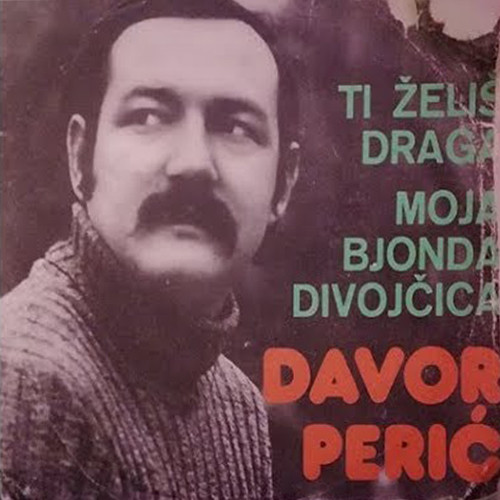 TI ŽELIŠ
DRAGA
MOJA
BJONDA
DIVOJČICA
DAVOR
PERIĆ